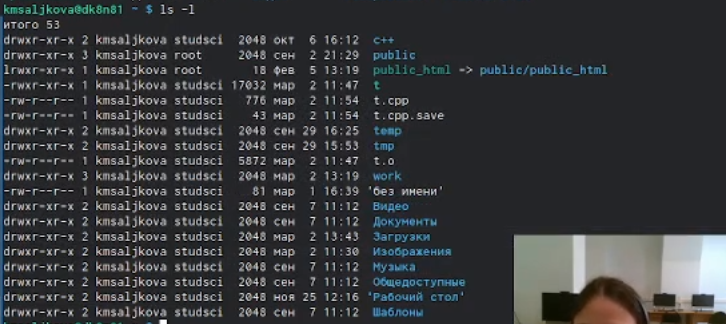 kmsaljkova@dk8n81 ~ $ ls -l
итого 53
drwxr-xr-x 2 kmsaljkova studsci 2048 окт 6 16:12 c++
drwxr-xr-x 3 kmsaljkova root 2048 сен 2 21:29 public
lrwxr-xr-x 1 kmsaljkova root 18 фев 5 13:19 public_html -> public/public_html
-rwxr-xr-x 1 kmsaljkova studsci 17032 мар 2 11:47 t
-rw-r--r-- 1 kmsaljkova studsci 776 мар 2 11:54 t.cpp
-rw-r--r-- 1 kmsaljkova studsci 43 мар 2 11:54 t.cpp.save
drwxr-xr-x 2 kmsaljkova studsci 2048 сен 29 16:25 temp
drwxr-xr-x 2 kmsaljkova studsci 2048 сен 29 15:53 tmp
-rw-r--r-- 1 kmsaljkova studsci 5872 мар 2 11:47 t.o
drwxr-xr-x 3 kmsaljkova studsci 2048 мар 2 13:19 work
-rw-r--r-- 1 kmsaljkova studsci 81 мар 1 16:39 'без имени'
drwxr-xr-x 2 kmsaljkova studsci 2048 сен 7 11:12 Видео
drwxr-xr-x 2 kmsaljkova studsci 2048 сен 7 11:12 Документы
drwxr-xr-x 2 kmsaljkova studsci 2048 мар 2 13:43 Загрузки
drwxr-xr-x 2 kmsaljkova studsci 2048 мар 2 11:30 Изображения
drwxr-xr-x 2 kmsaljkova studsci 2048 сен 7 11:12 Музыка
drwxr-xr-x 2 kmsaljkova studsci 2048 сен 7 11:12 Общедоступные
drwxr-xr-x 2 kmsaljkova studsci 2048 ноя 25 12:16 'Рабочий стол'
drwxr-xr-x 2 kmsaljkova studsci 2048 сен 7 11:12 Шаблоны